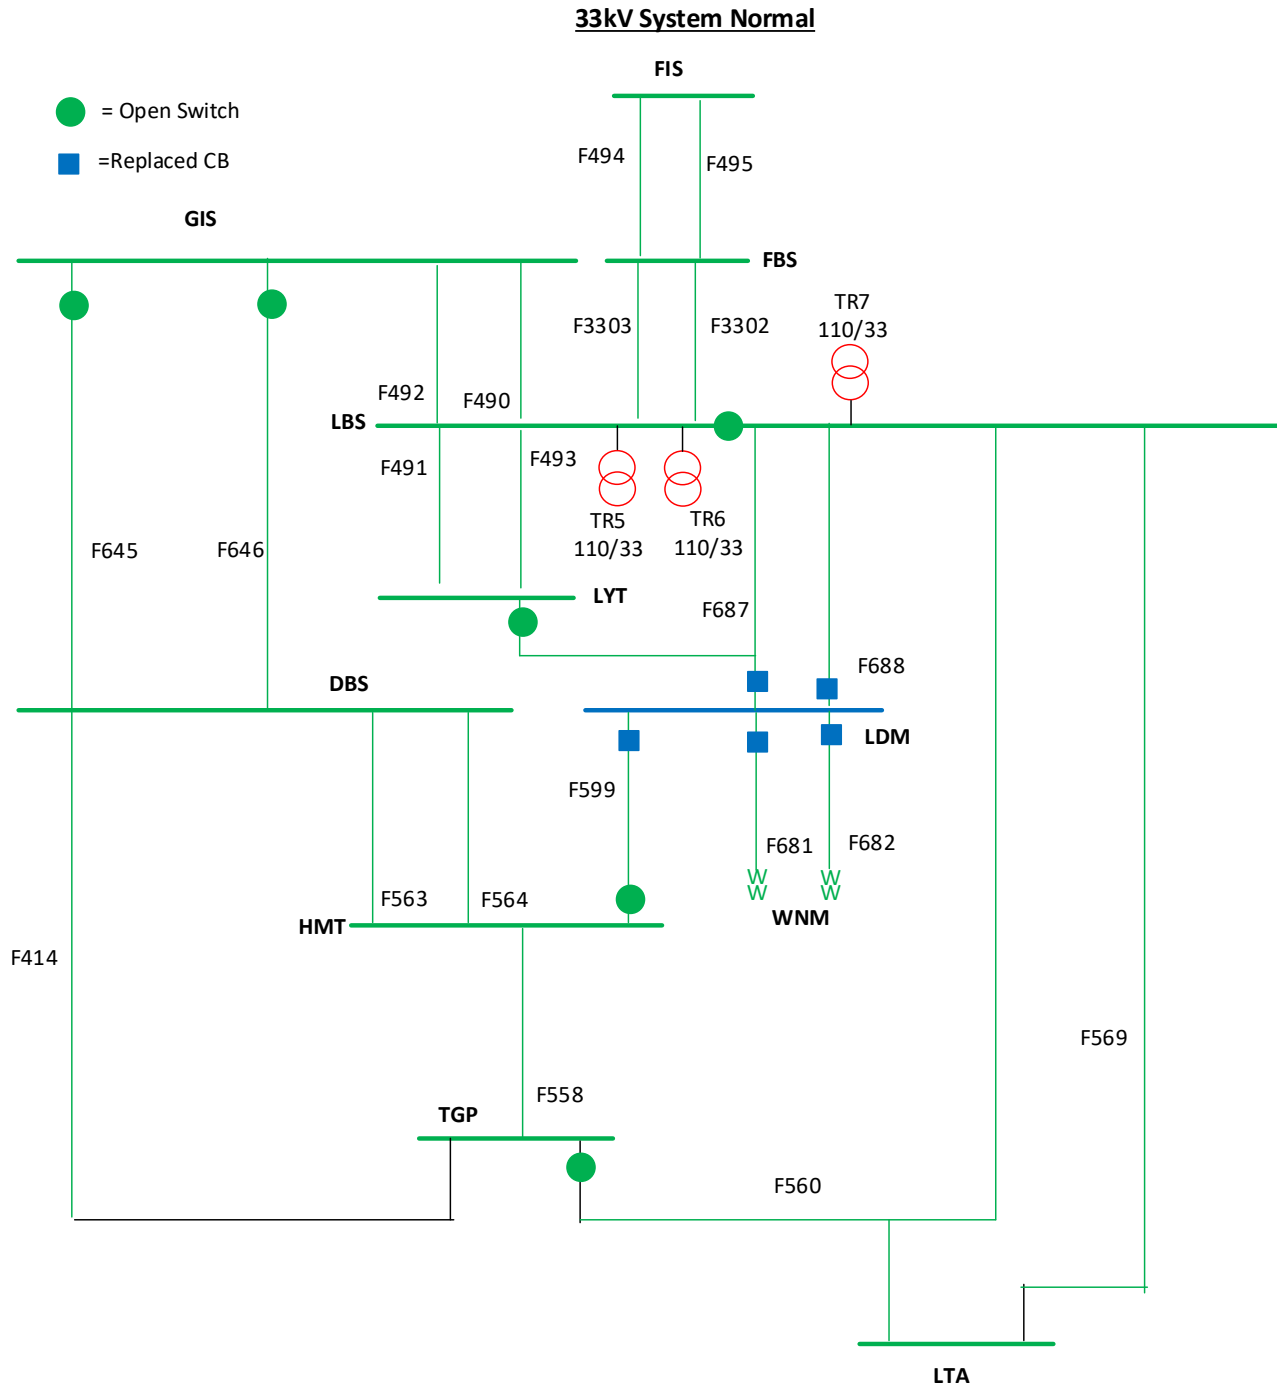 33kV System Normal
FIS
= Open Switch
F494
F495
=Replaced CB
GIS
FBS
TR7
110/33
F3303
F3302
F492
F490
LBS
F491
F493
TR5
110/33
TR6
110/33
F645
F646
LYT
F687
F688
DBS
LDM
F599
F681
F682
WNM
F563
F564
HMT
F414
F569
F558
TGP
F560
LTA